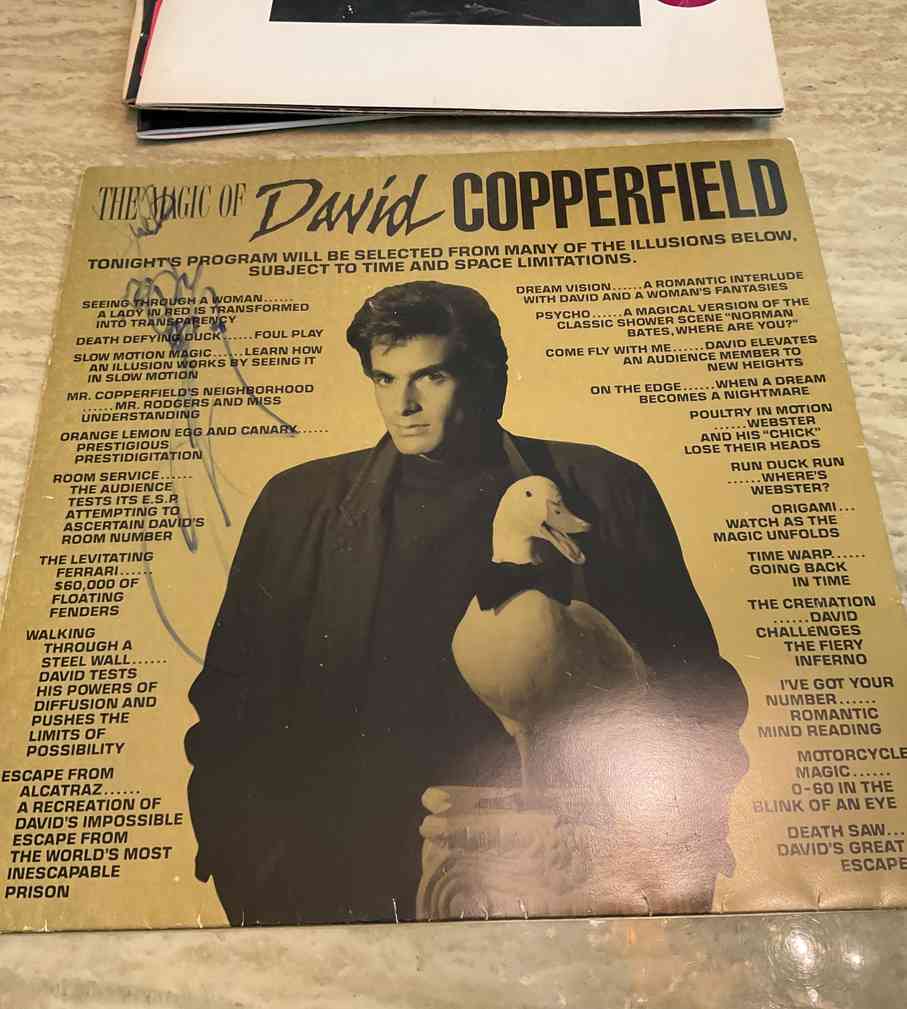 THE MAGIC OF David COPPERFIELD
TONIGHT'S PROGRAM WILL BE SELECTED FROM MANY OF THE ILLUSIONS BELOW,
SUBJECT TO TIME AND SPACE LIMITATIONS.
SEEING THROUGH A WOMAN......
A LADY IN RED IS TRANSFORMED
INTO TRANSPARENCY
DEATH DEFYING DUCK......FOUL PLAY
SLOW MOTION MAGIC......LEARN HOW
AN ILLUSION WORKS BY SEEING IT
IN SLOW MOTION
MR. COPPERFIELD'S NEIGHBORHOOD
......MR. RODGERS AND MISS
UNDERSTANDING
ORANGE LEMON EGG AND CANARY......
PRESTIGIOUS
PRESTIDIGITATION
ROOM SERVICE......
THE AUDIENCE
TESTS ITS E.S.P.
ATTEMPTING TO
ASCERTAIN DAVID'S
ROOM NUMBER
THE LEVITATING
FERRARI......
$60,000 OF
FLOATING
FENDERS
WALKING
THROUGH A
STEEL WALL......
DAVID TESTS
HIS POWERS OF
DIFFUSION AND
PUSHES THE
LIMITS OF
POSSIBILITY
ESCAPE FROM
ALCATRAZ......
A RECREATION OF
DAVID'S IMPOSSIBLE
ESCAPE FROM
THE WORLD'S MOST
INESCAPABLE
PRISON
DREAM VISION......A ROMANTIC INTERLUDE
WITH DAVID AND A WOMAN'S FANTASIES
PSYCHO......A MAGICAL VERSION OF THE
CLASSIC SHOWER SCENE "NORMAN
BATES, WHERE ARE YOU?"
COME FLY WITH ME......DAVID ELEVATES
AN AUDIENCE MEMBER TO
NEW HEIGHTS
ON THE EDGE......WHEN A DREAM
BECOMES A NIGHTMARE
POULTRY IN MOTION
......WEBSTER
AND HIS "CHICK"
LOSE THEIR HEADS
RUN DUCK RUN
......WHERE'S
WEBSTER?
ORIGAMI...
WATCH AS THE
MAGIC UNFOLDS
TIME WARP......
GOING BACK
IN TIME
THE CREMATION
......DAVID
CHALLENGES
THE FIERY
INFERNO
I'VE GOT YOUR
NUMBER......
ROMANTIC
MIND READING
MOTORCYCLE
MAGIC......
0-60 IN THE
BLINK OF AN EYE
DEATH SAW...
DAVID'S GREAT
ESCAPE